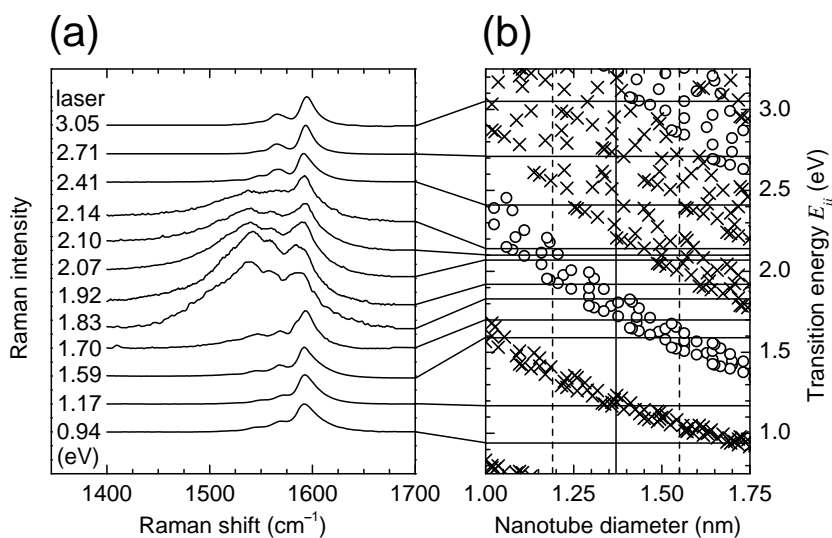 (a)
(b)
laser
3.05
2.71
2.41
2.14
2.10
2.07
1.92
1.83
1.70
1.59
1.17
0.94
(eV)
Raman intensity
1400 1500 1600 1700
Raman shift (cm⁻¹)
3.0
2.5
2.0
1.5
1.0
Transition energy E_ii (eV)
1.00 1.25 1.50 1.75
Nanotube diameter (nm)